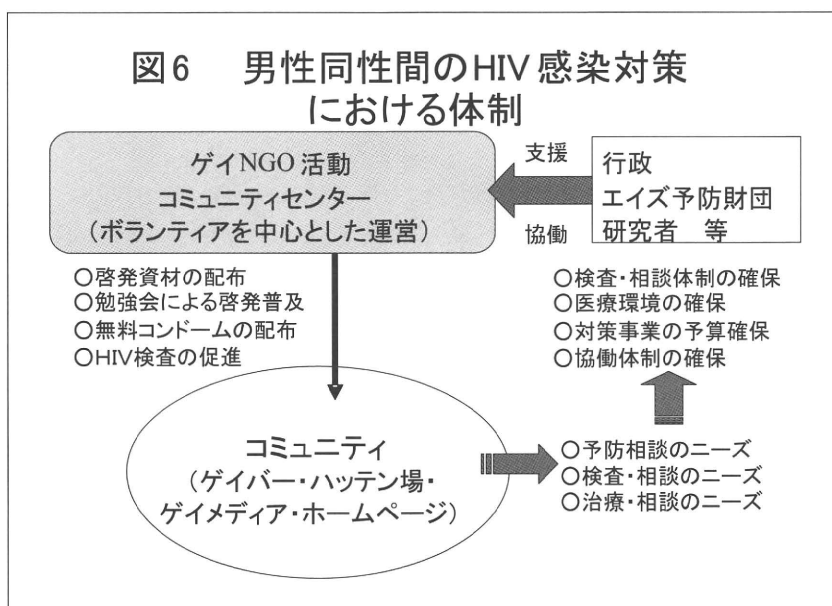 図6 男性同性間のHIV感染対策
における体制
ゲイNGO活動
コミュニティセンター
(ボランティアを中心とした運営)
支援
協働
行政
エイズ予防財団
研究者 等
○啓発資材の配布
○勉強会による啓発普及
○無料コンドームの配布
○HIV検査の促進
○検査・相談体制の確保
○医療環境の確保
○対策事業の予算確保
○協働体制の確保
コミュニティ
(ゲイバー・ハッテン場・
ゲイメディア・ホームページ)
○予防相談のニーズ
○検査・相談のニーズ
○治療・相談のニーズ